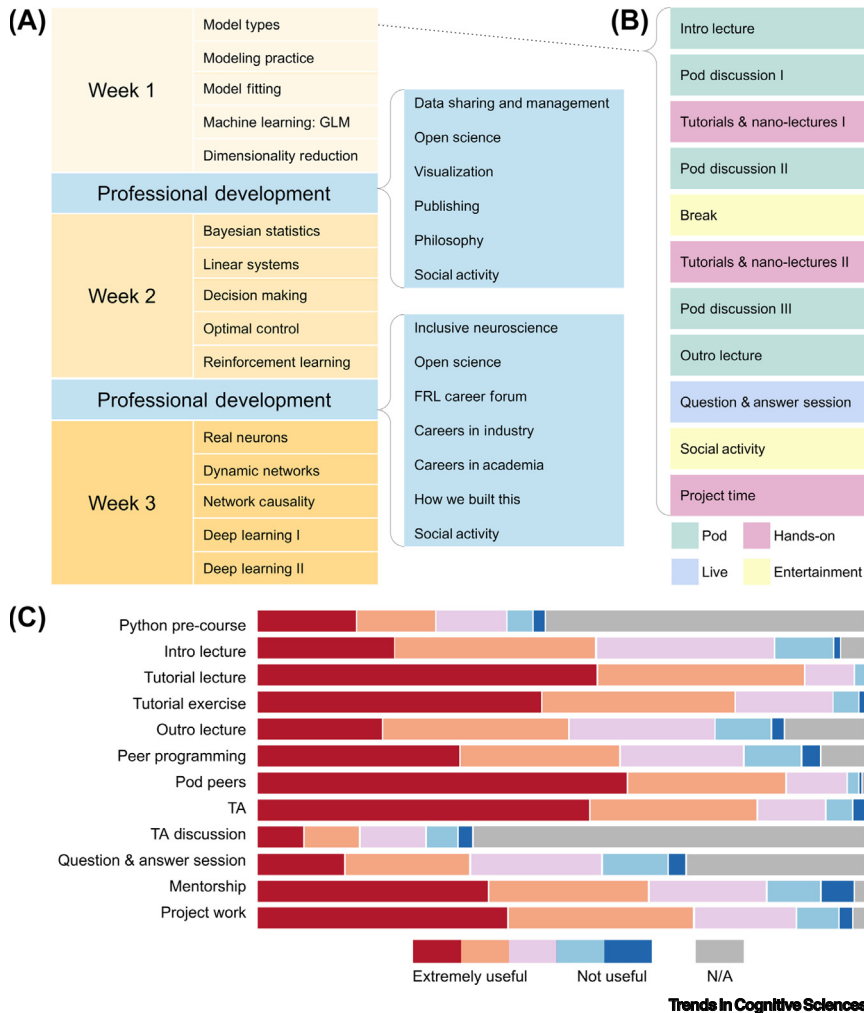 (A)
Week 1
Model types
Modeling practice
Model fitting
Machine learning: GLM
Dimensionality reduction
Professional development
Week 2
Bayesian statistics
Linear systems
Decision making
Optimal control
Reinforcement learning
Professional development
Week 3
Real neurons
Dynamic networks
Network causality
Deep learning I
Deep learning II
Data sharing and management
Open science
Visualization
Publishing
Philosophy
Social activity
Inclusive neuroscience
Open science
FRL career forum
Careers in industry
Careers in academia
How we built this
Social activity
(B)
Intro lecture
Pod discussion I
Tutorials & nano-lectures I
Pod discussion II
Break
Tutorials & nano-lectures II
Pod discussion III
Outro lecture
Question & answer session
Social activity
Project time
Pod
Hands-on
Live
Entertainment
(C)
Python pre-course
Intro lecture
Tutorial lecture
Tutorial exercise
Outro lecture
Peer programming
Pod peers
TA
TA discussion
Question & answer session
Mentorship
Project work
Extremely useful
Not useful
N/A
Trends in Cognitive Sciences